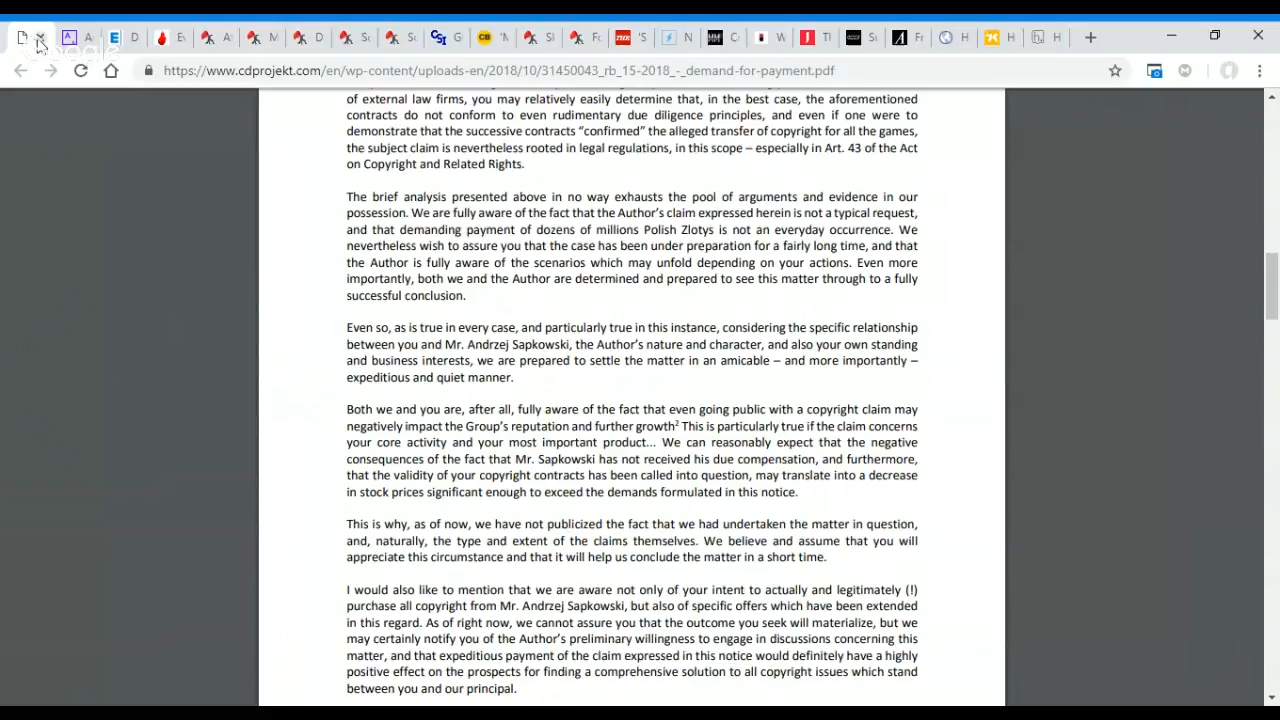 A
E D
E
A
M
D
S
S
CSI G
CB 'M
S
F
THR 'S
N
MM C
W
J T
S
A F
H
K H
H
Google
https://www.cdprojekt.com/en/wp-content/uploads-en/2018/10/31450043_rb_15-2018_-_demand-for-payment.pdf
of external law firms, you may relatively easily determine that, in the best case, the aforementioned
contracts do not conform to even rudimentary due diligence principles, and even if one were to
demonstrate that the successive contracts “confirmed” the alleged transfer of copyright for all the games,
the subject claim is nevertheless rooted in legal regulations, in this scope – especially in Art. 43 of the Act
on Copyright and Related Rights.
The brief analysis presented above in no way exhausts the pool of arguments and evidence in our
possession. We are fully aware of the fact that the Author’s claim expressed herein is not a typical request,
and that demanding payment of dozens of millions Polish Zlotys is not an everyday occurrence. We
nevertheless wish to assure you that the case has been under preparation for a fairly long time, and that
the Author is fully aware of the scenarios which may unfold depending on your actions. Even more
importantly, both we and the Author are determined and prepared to see this matter through to a fully
successful conclusion.
Even so, as is true in every case, and particularly true in this instance, considering the specific relationship
between you and Mr. Andrzej Sapkowski, the Author’s nature and character, and also your own standing
and business interests, we are prepared to settle the matter in an amicable – and more importantly –
expeditious and quiet manner.
Both we and you are, after all, fully aware of the fact that even going public with a copyright claim may
negatively impact the Group’s reputation and further growth² This is particularly true if the claim concerns
your core activity and your most important product... We can reasonably expect that the negative
consequences of the fact that Mr. Sapkowski has not received his due compensation, and furthermore,
that the validity of your copyright contracts has been called into question, may translate into a decrease
in stock prices significant enough to exceed the demands formulated in this notice.
This is why, as of now, we have not publicized the fact that we had undertaken the matter in question,
and, naturally, the type and extent of the claims themselves. We believe and assume that you will
appreciate this circumstance and that it will help us conclude the matter in a short time.
I would also like to mention that we are aware not only of your intent to actually and legitimately (!)
purchase all copyright from Mr. Andrzej Sapkowski, but also of specific offers which have been extended
in this regard. As of right now, we cannot assure you that the outcome you seek will materialize, but we
may certainly notify you of the Author’s preliminary willingness to engage in discussions concerning this
matter, and that expeditious payment of the claim expressed in this notice would definitely have a highly
positive effect on the prospects for finding a comprehensive solution to all copyright issues which stand
between you and our principal.